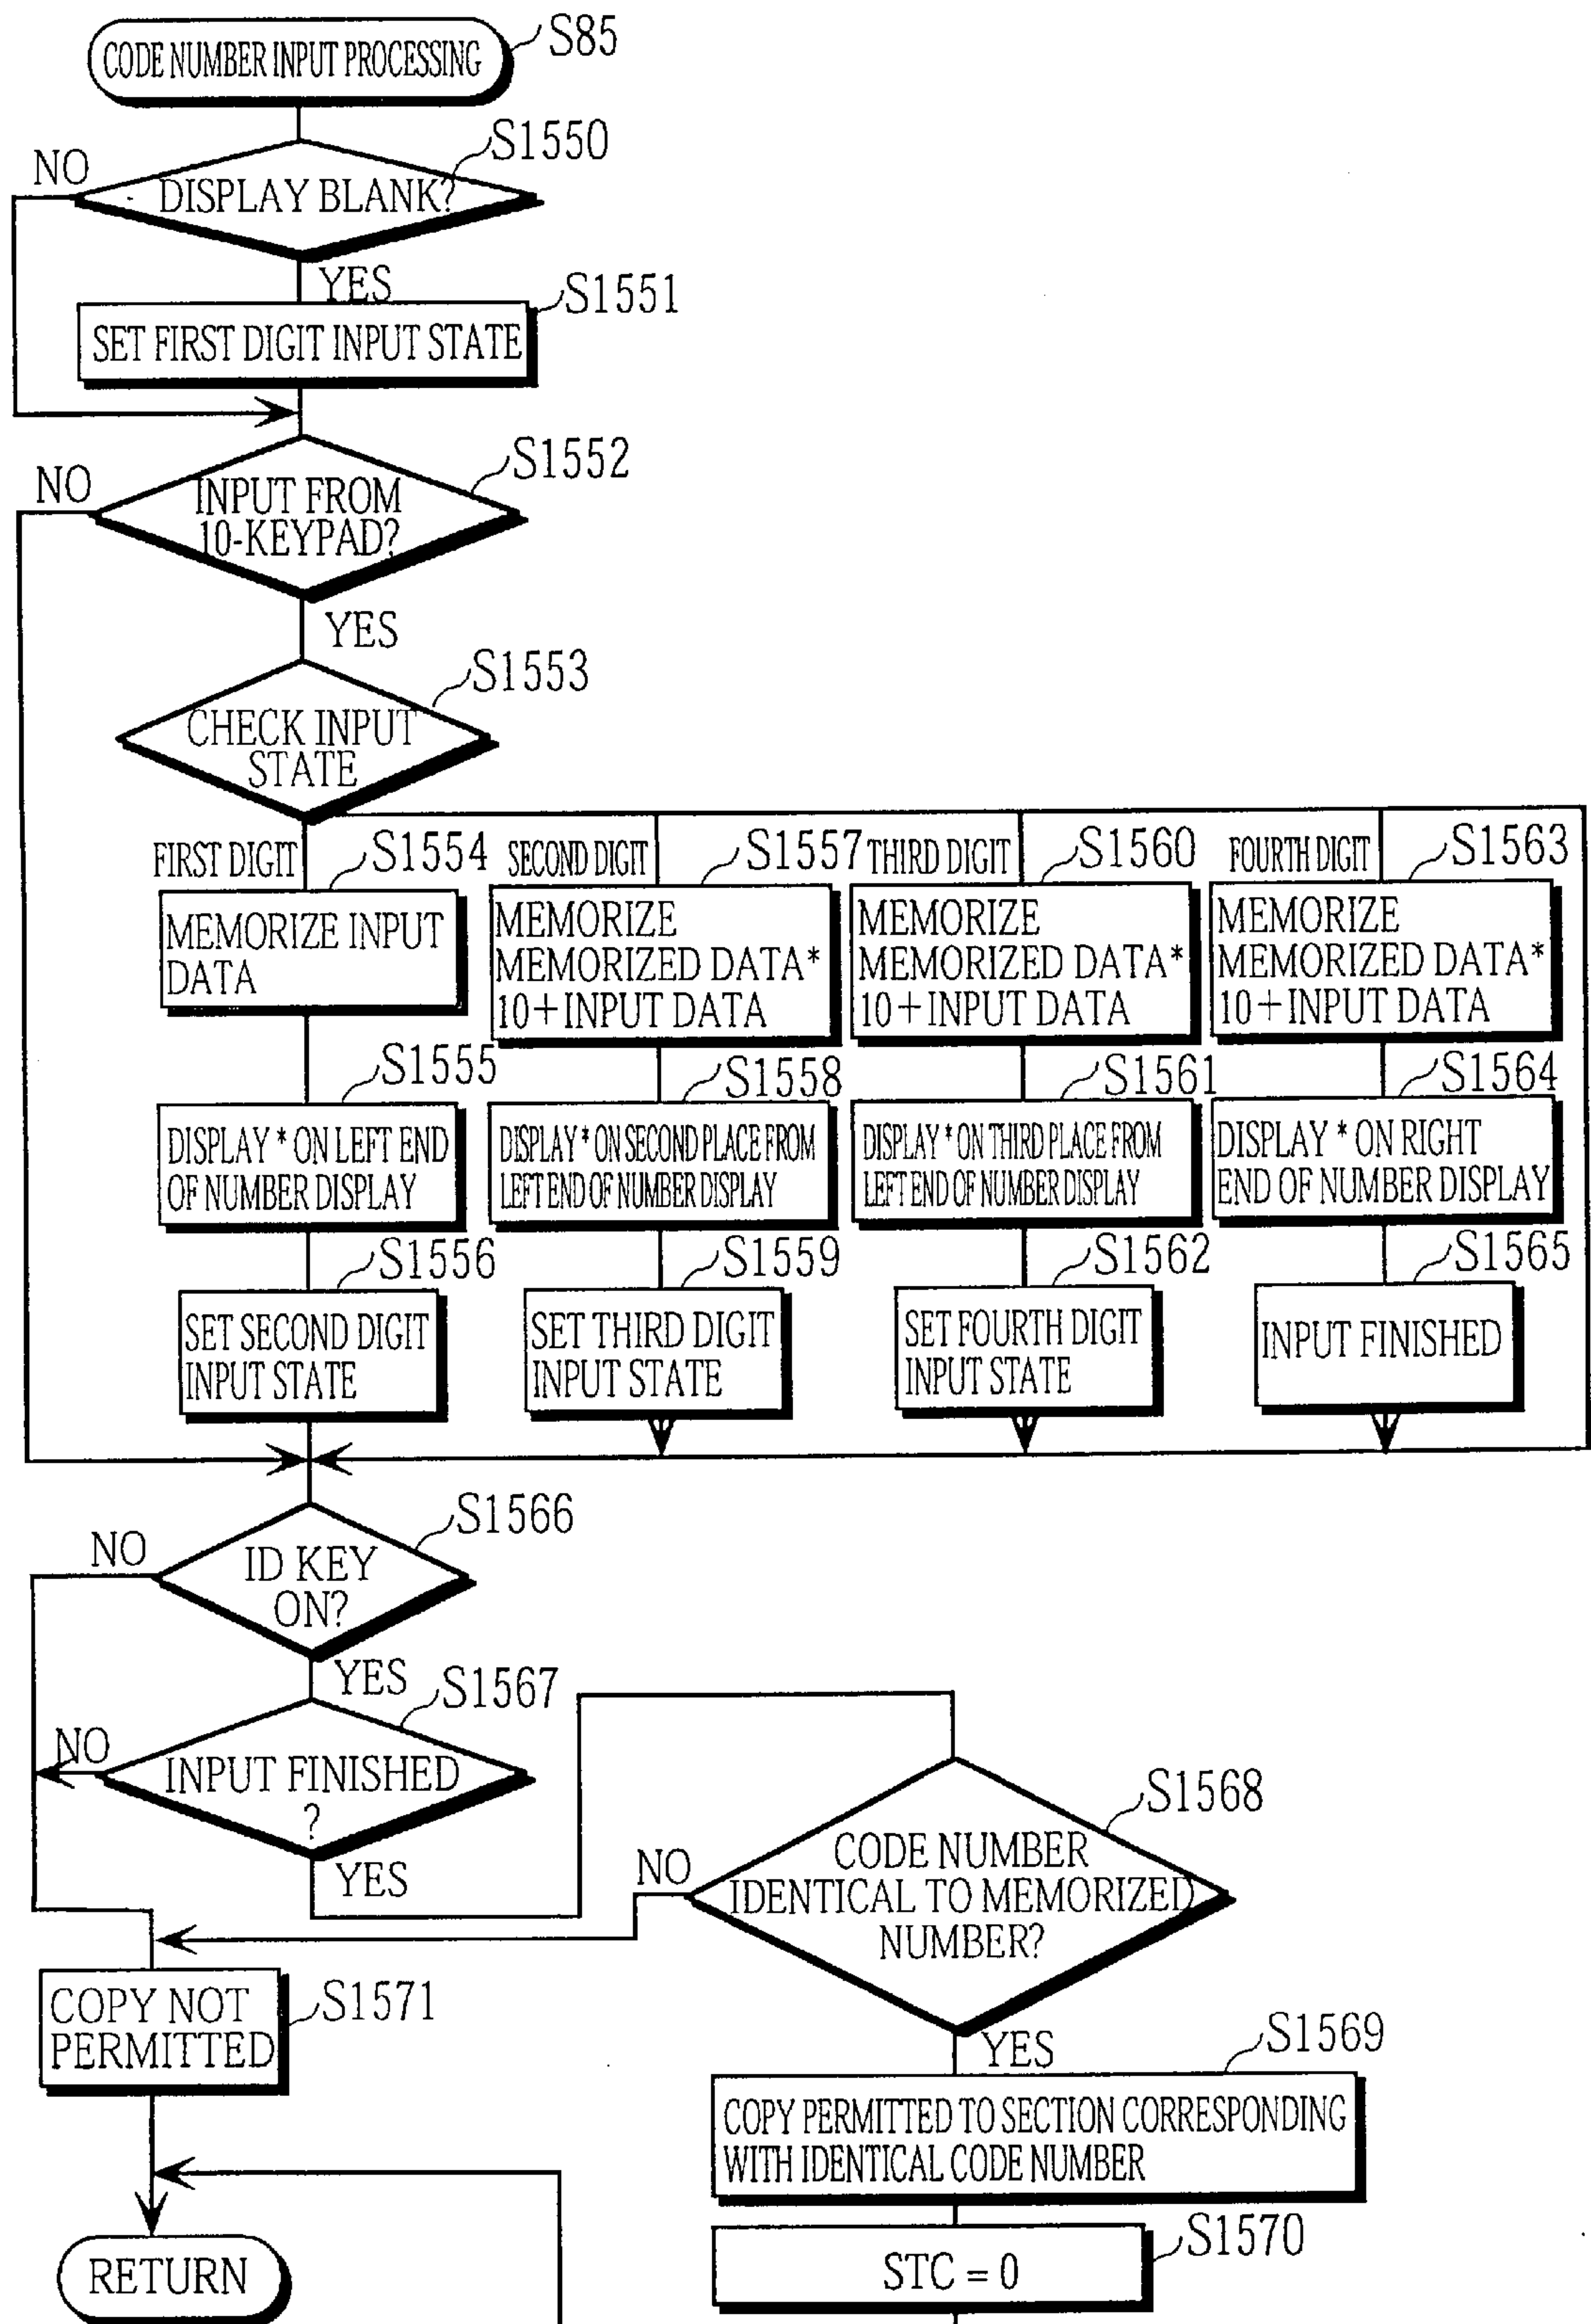 CODE NUMBER INPUT PROCESSING
S85
S1550
NO
DISPLAY BLANK?
YES
S1551
SET FIRST DIGIT INPUT STATE
S1552
NO
INPUT FROM
10-KEYPAD?
YES
S1553
CHECK INPUT
STATE
FIRST DIGIT
S1554
MEMORIZE INPUT
DATA
S1555
DISPLAY * ON LEFT END
OF NUMBER DISPLAY
S1556
SET SECOND DIGIT
INPUT STATE
SECOND DIGIT
S1557
MEMORIZE
MEMORIZED DATA*
10+INPUT DATA
S1558
DISPLAY * ON SECOND PLACE FROM
LEFT END OF NUMBER DISPLAY
S1559
SET THIRD DIGIT
INPUT STATE
THIRD DIGIT
S1560
MEMORIZE
MEMORIZED DATA*
10+INPUT DATA
S1561
DISPLAY * ON THIRD PLACE FROM
LEFT END OF NUMBER DISPLAY
S1562
SET FOURTH DIGIT
INPUT STATE
FOURTH DIGIT
S1563
MEMORIZE
MEMORIZED DATA*
10+INPUT DATA
S1564
DISPLAY * ON RIGHT
END OF NUMBER DISPLAY
S1565
INPUT FINISHED
S1566
NO
ID KEY
ON?
YES
S1567
NO
INPUT FINISHED
?
YES
S1568
NO
CODE NUMBER
IDENTICAL TO MEMORIZED
NUMBER?
YES
S1569
COPY PERMITTED TO SECTION CORRESPONDING
WITH IDENTICAL CODE NUMBER
S1570
STC = 0
COPY NOT
PERMITTED
S1571
RETURN